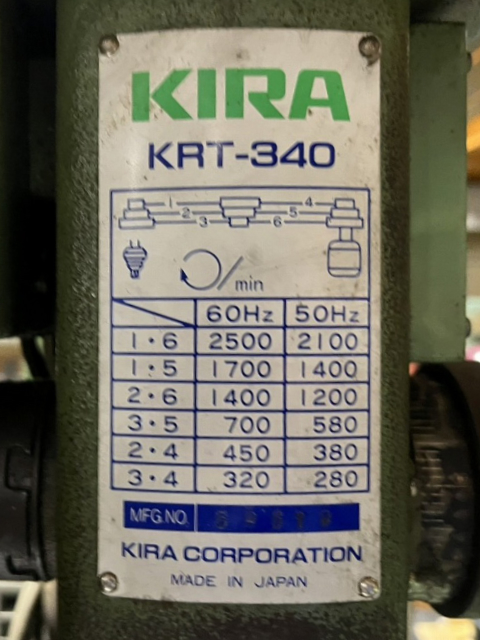 KIRA
KRT-340
1 4
2 5
3 6
/min
60Hz 50Hz
1・6 2500 2100
1・5 1700 1400
2・6 1400 1200
3・5 700 580
2・4 450 380
3・4 320 280
MFG.NO.
KIRA CORPORATION
MADE IN JAPAN